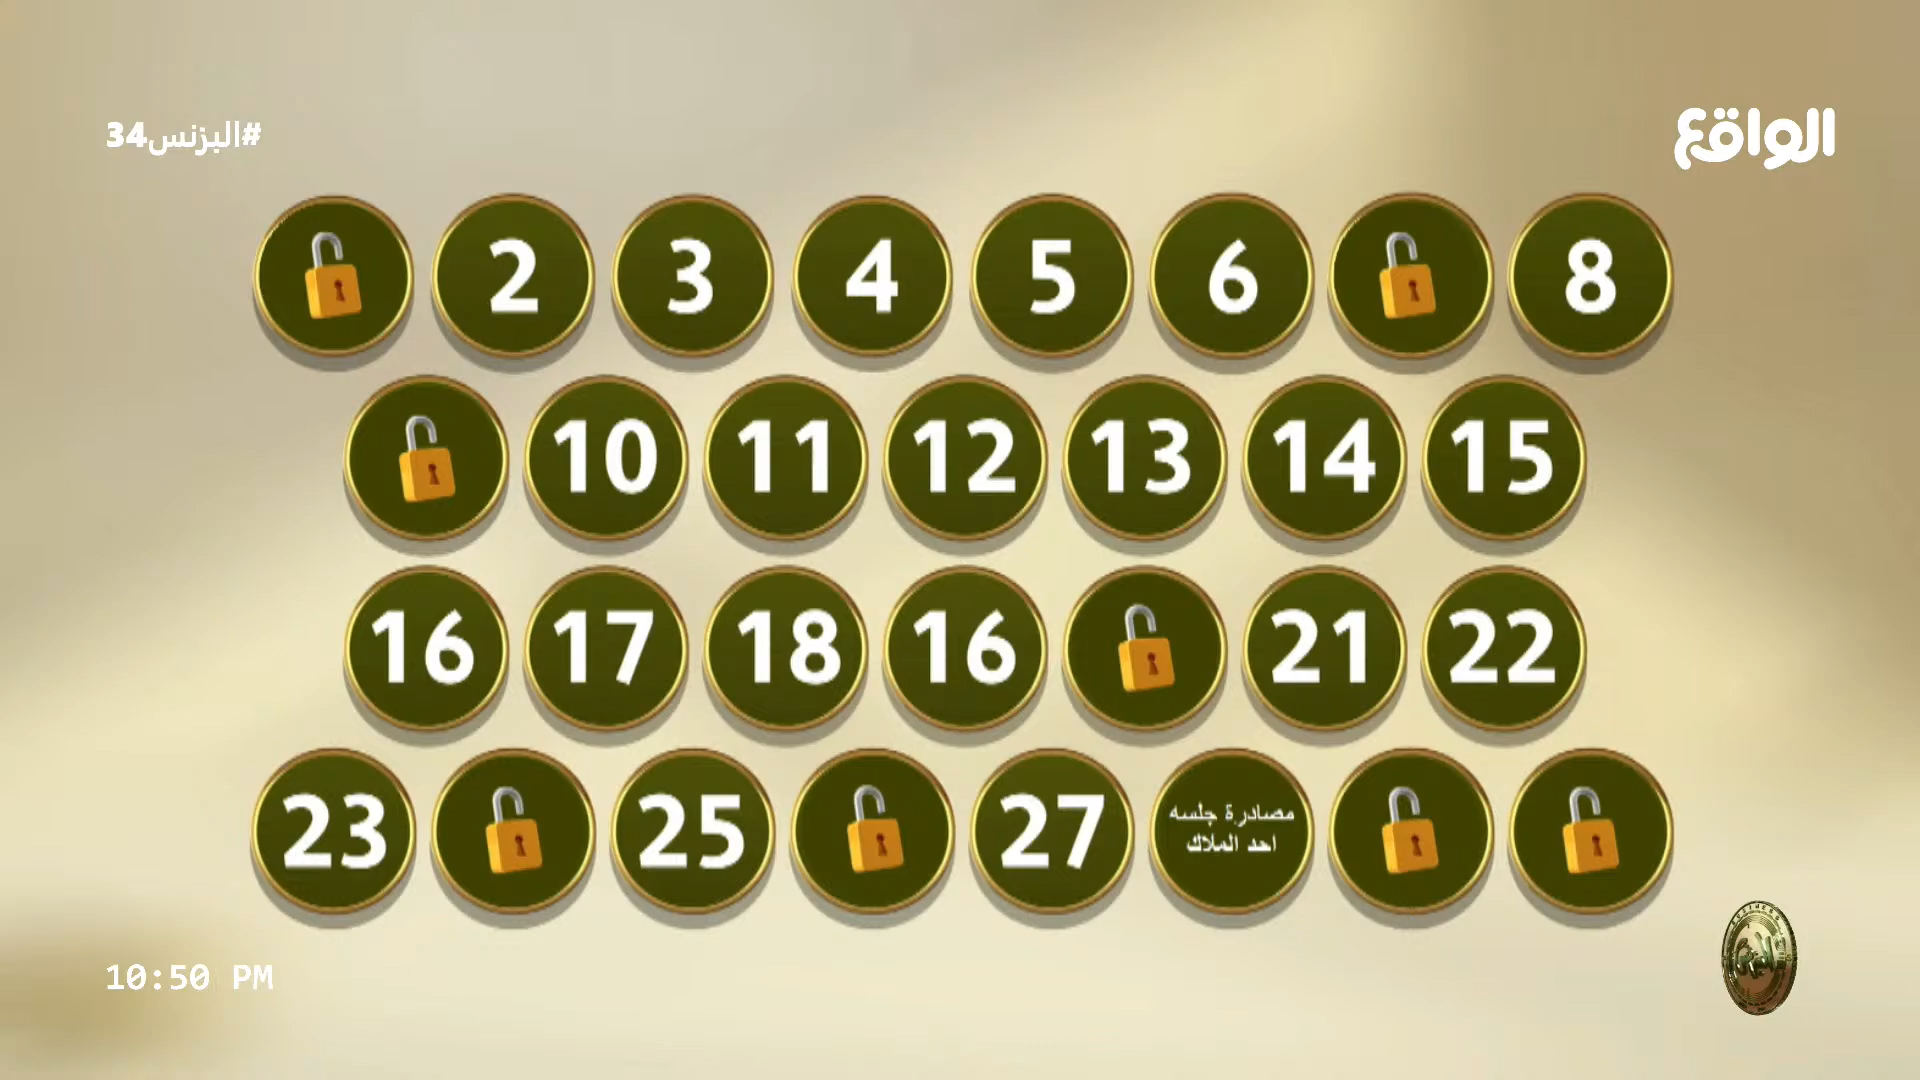 #البزنس34
الواقع
2 3 4 5 6 8
10 11 12 13 14 15
16 17 18 16 21 22
23 25 27 مصادرة جلسه
احد الملاك
10:50 PM